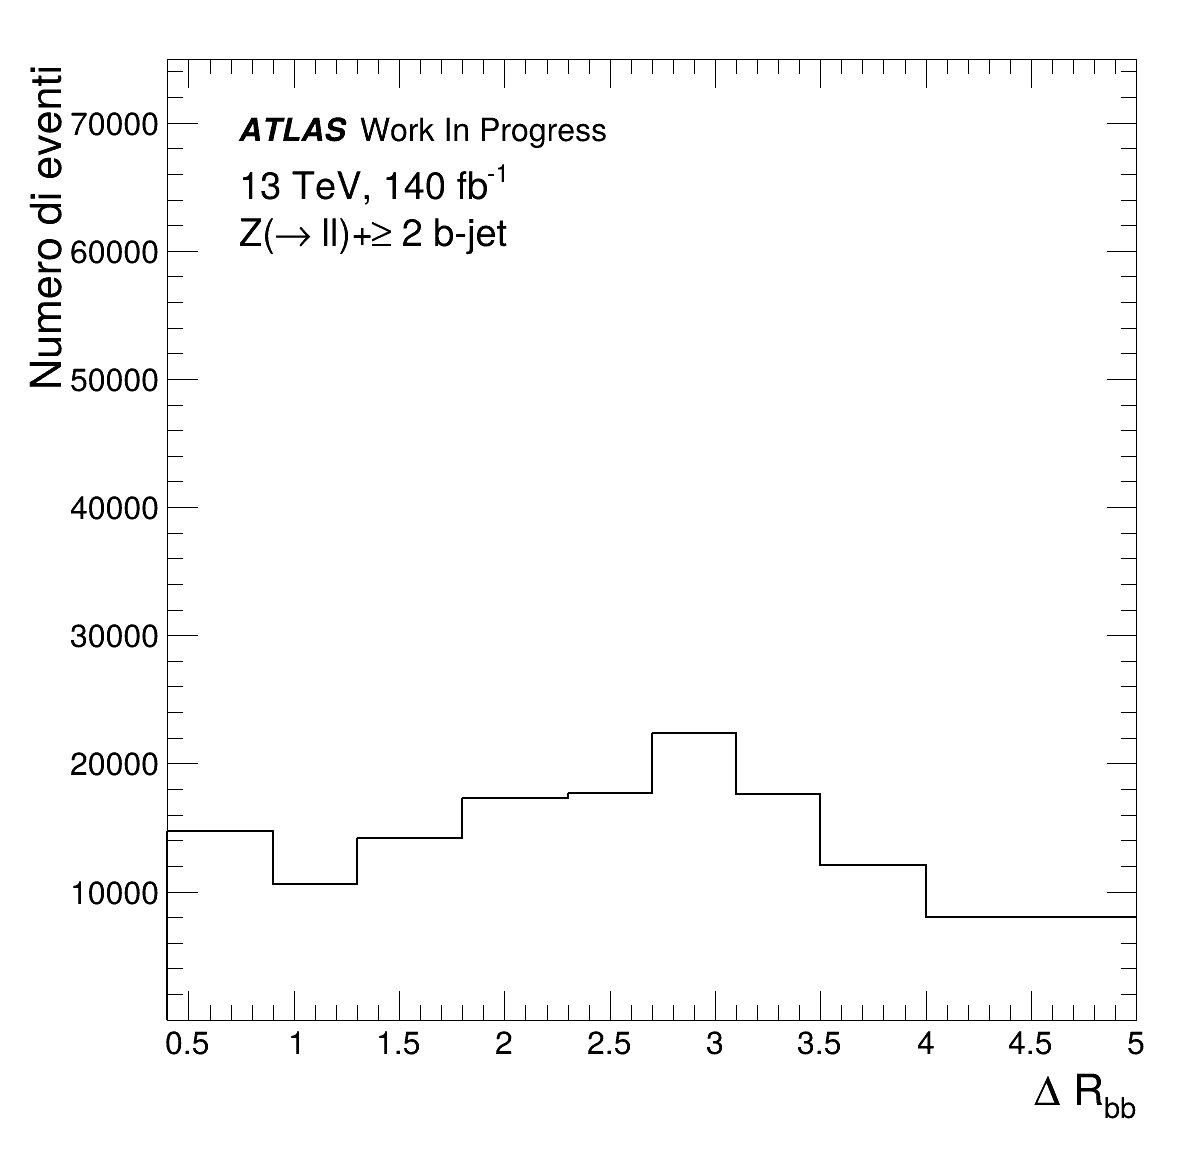 Numero di eventi
70000
60000
50000
40000
30000
20000
10000
ATLAS Work In Progress
13 TeV, 140 fb⁻¹
Z(→ ll)+≥ 2 b-jet
0.5 1 1.5 2 2.5 3 3.5 4 4.5 5
Δ R_bb